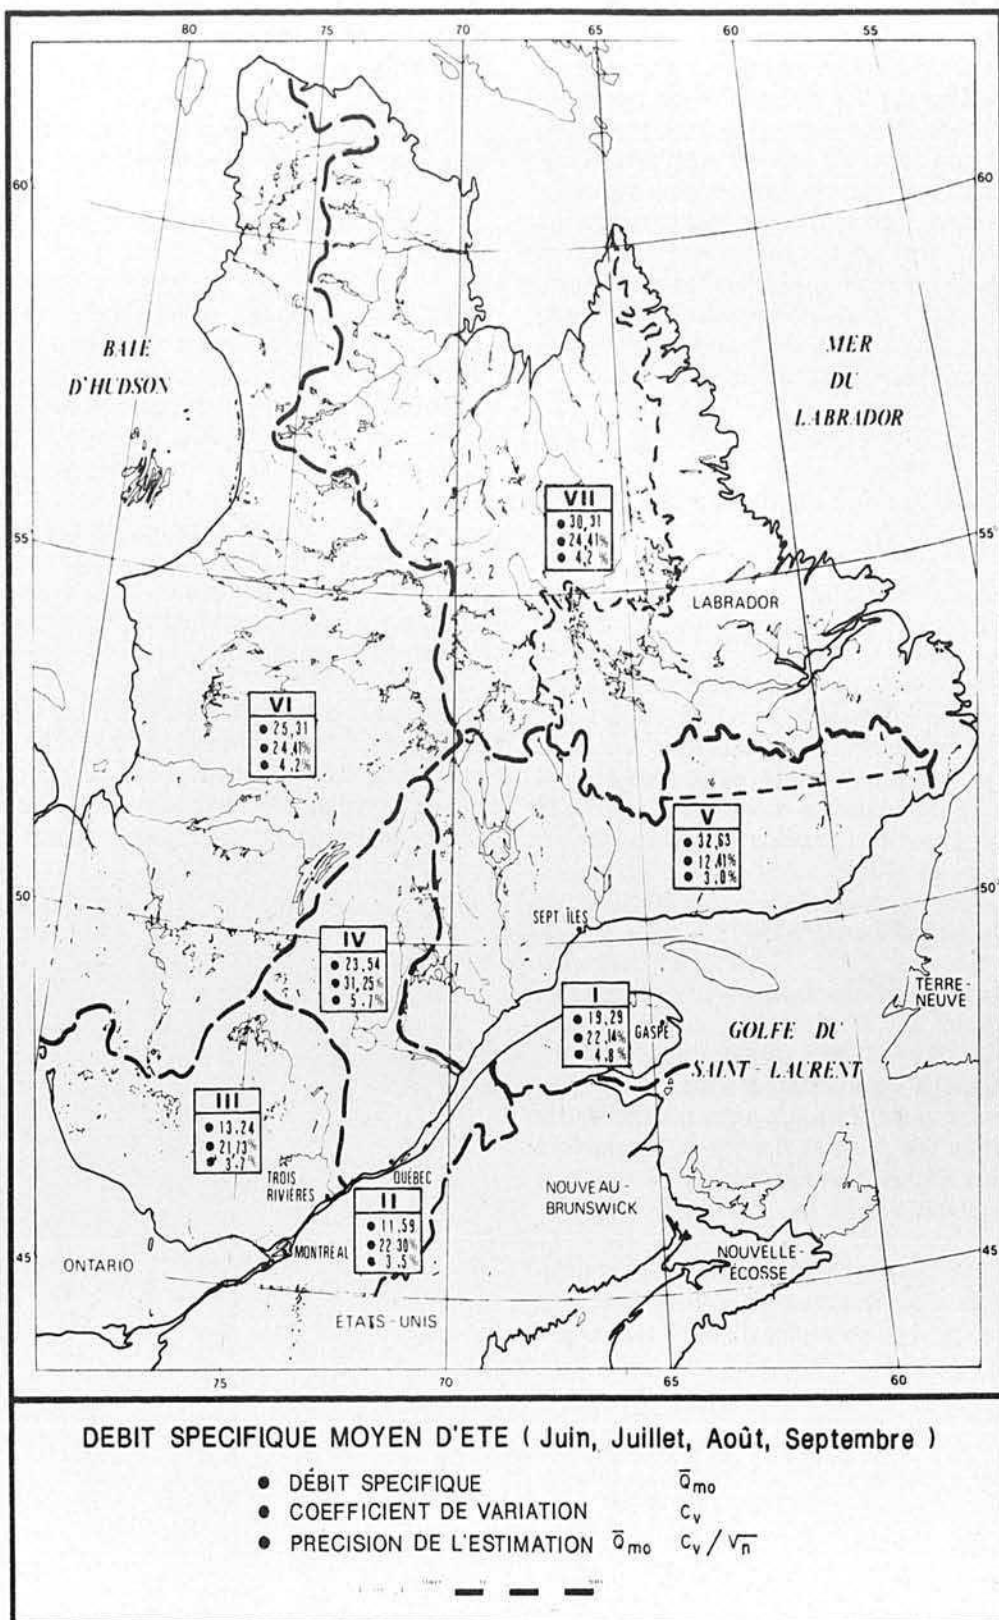 80 75 70 65 60 55
60 60
BAIE
D'HUDSON
MER
DU
LABRADOR
VII
● 30,31
● 24,41%
● 4,2%
55 55°
LABRADOR
VI
● 25,31
● 24,41%
● 4,2%
V
● 32,63
● 12,41%
● 3,0%
50 50°
SEPT ÎLES
IV
● 23,54
● 31,25%
● 5,7%
TERRE-
NEUVE
I
● 19,29
● 22,14%
● 4,8%
GASPÉ
GOLFE DU
SAINT-LAURENT
III
● 13,24
● 21,73%
● 3,7%
TROIS
RIVIÈRES
QUÉBEC
II
● 11,59
● 22,30%
● 3,5%
NOUVEAU-
BRUNSWICK
MONTRÉAL
ONTARIO
NOUVELLE-
ÉCOSSE
45 45
ETATS-UNIS
75 70 65 60
DEBIT SPECIFIQUE MOYEN D'ETE ( Juin, Juillet, Août, Septembre )
● DÉBIT SPECIFIQUE Q̅mo
● COEFFICIENT DE VARIATION Cv
● PRECISION DE L'ESTIMATION Q̅mo Cv/√n